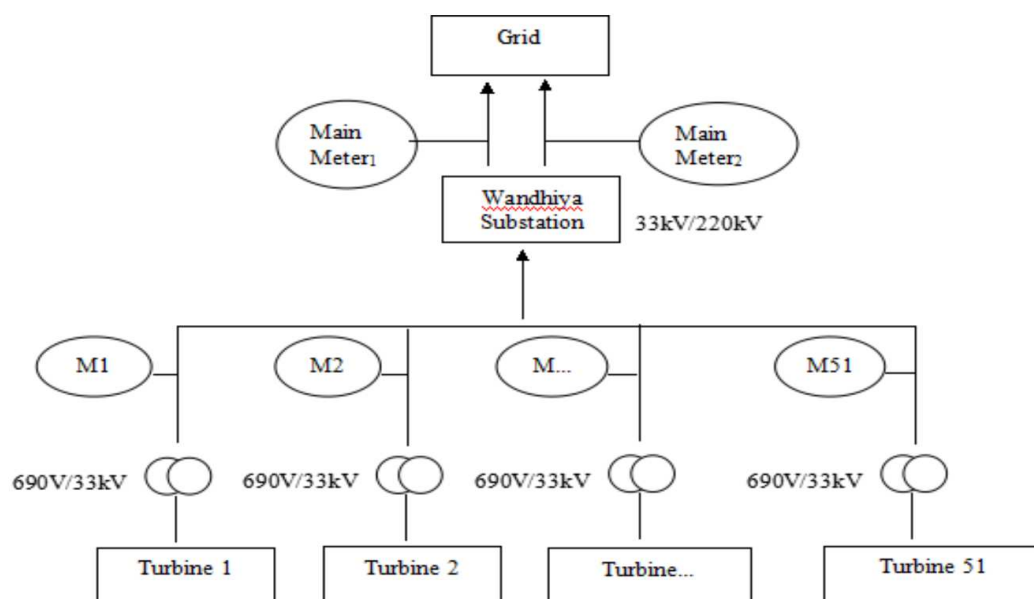 Grid
Main
Meter₁
Main
Meter₂
Wandhiya
Substation
33kV/220kV
M1
M2
M...
M51
690V/33kV
690V/33kV
690V/33kV
690V/33kV
Turbine 1
Turbine 2
Turbine...
Turbine 51